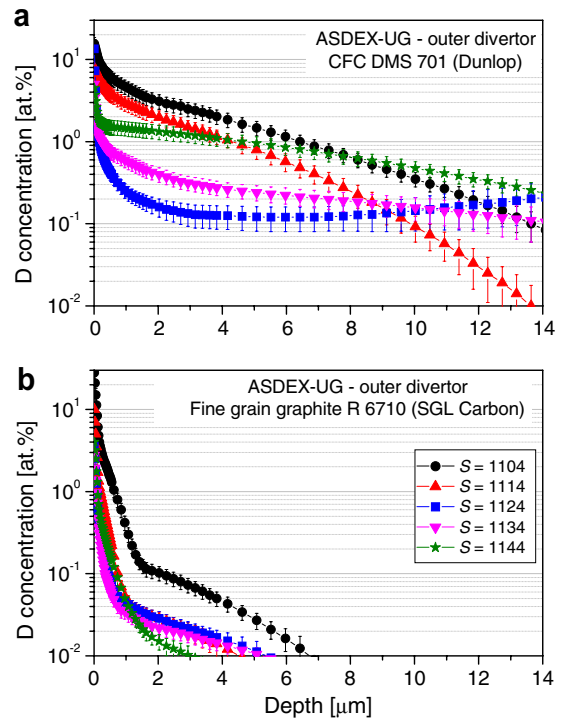 a
ASDEX-UG - outer divertor
CFC DMS 701 (Dunlop)
D concentration [at.%]
10¹
10⁰
10⁻¹
10⁻²
0 2 4 6 8 10 12 14
b
ASDEX-UG - outer divertor
Fine grain graphite R 6710 (SGL Carbon)
D concentration [at.%]
10¹
10⁰
10⁻¹
10⁻²
S = 1104
S = 1114
S = 1124
S = 1134
S = 1144
0 2 4 6 8 10 12 14
Depth [μm]